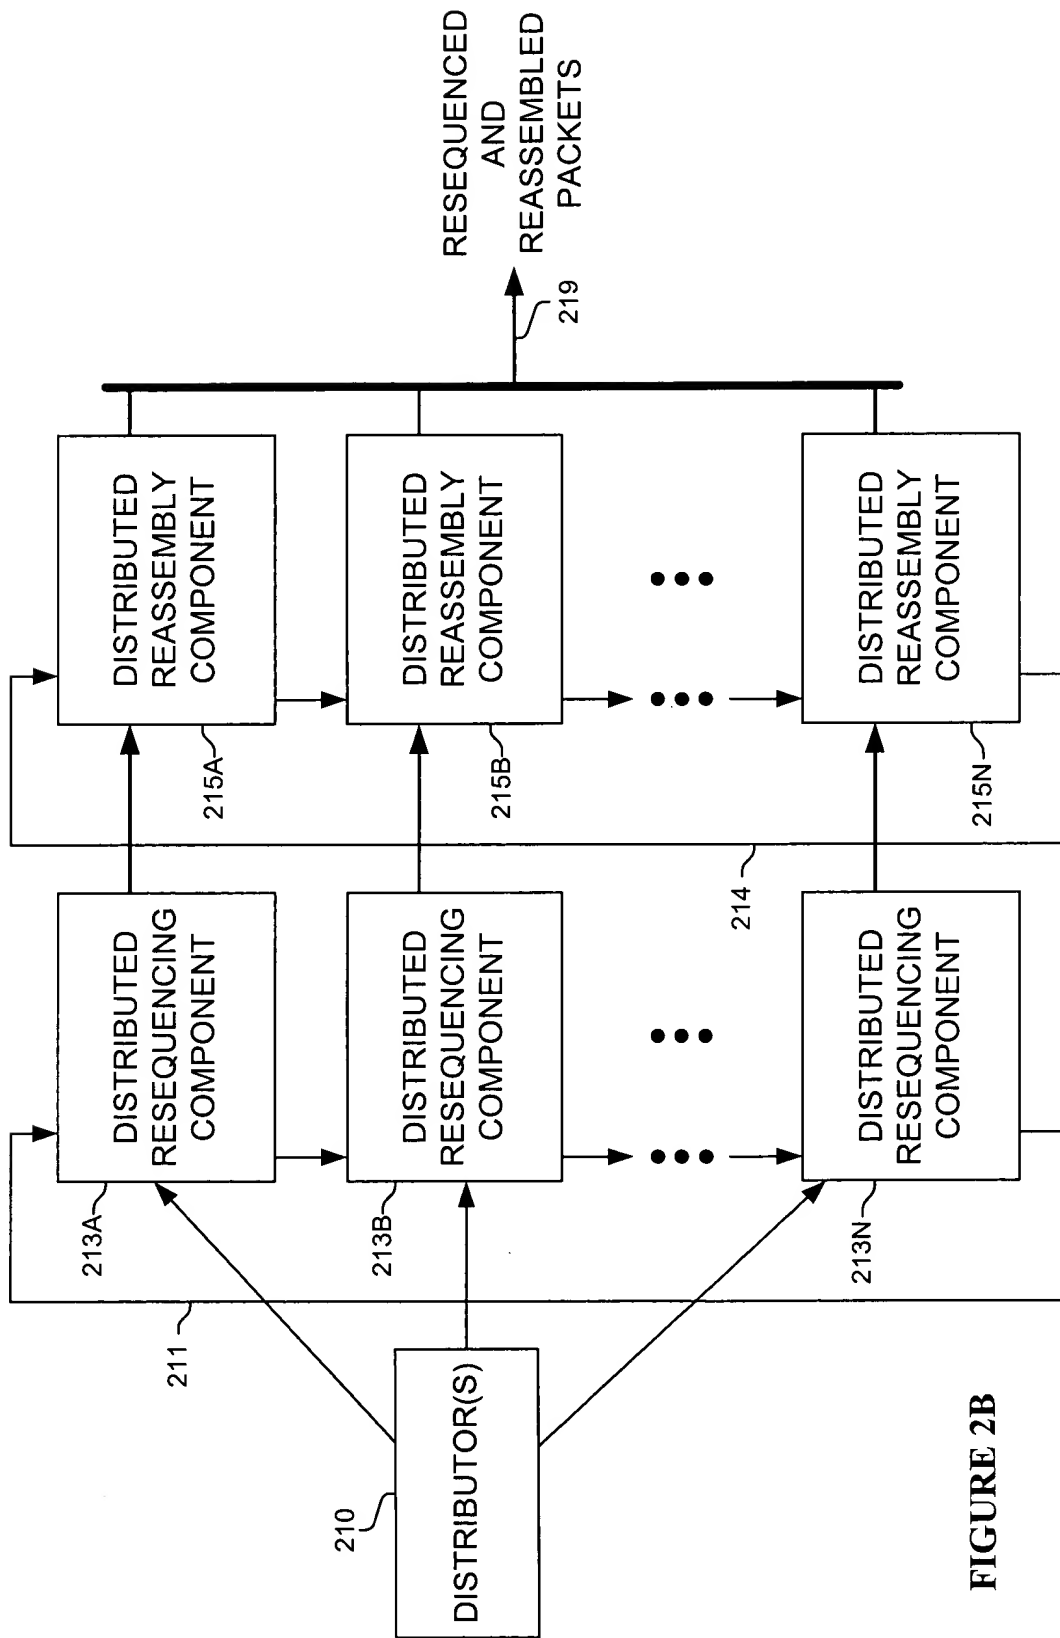 RESEQUENCED
AND
REASSEMBLED
PACKETS
219
DISTRIBUTED
REASSEMBLY
COMPONENT
215A
DISTRIBUTED
REASSEMBLY
COMPONENT
215B
DISTRIBUTED
REASSEMBLY
COMPONENT
215N
214
DISTRIBUTED
RESEQUENCING
COMPONENT
213A
DISTRIBUTED
RESEQUENCING
COMPONENT
213B
DISTRIBUTED
RESEQUENCING
COMPONENT
213N
211
DISTRIBUTOR(S)
210
FIGURE 2B